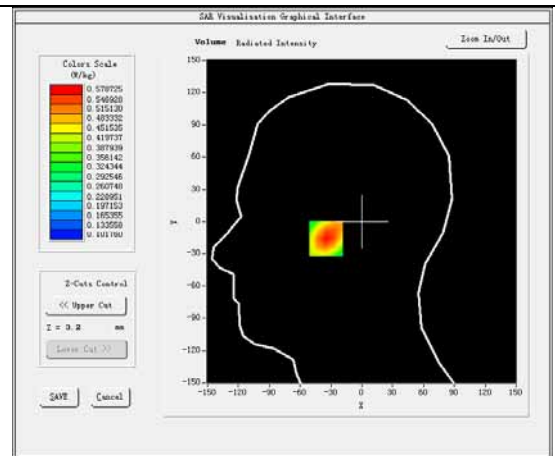 SAR Visualisation Graphical Interface
Volume Radiated Intensity
Zoom In/Out
Colors Scale
(W/kg)
0.578725
0.546928
0.515130
0.483332
0.451535
0.419737
0.387939
0.356142
0.324344
0.292546
0.260748
0.228951
0.197153
0.165355
0.133558
0.101760
Z-Cuts Control
<< Upper Cut
Z = 3.2 mm
Lower Cut >>
SAVE Cancel
150
120
90
60
30
0
-30
-60
-90
-120
-150
Y
-150 -120 -90 -60 -30 0 30 60 90 120 150
X